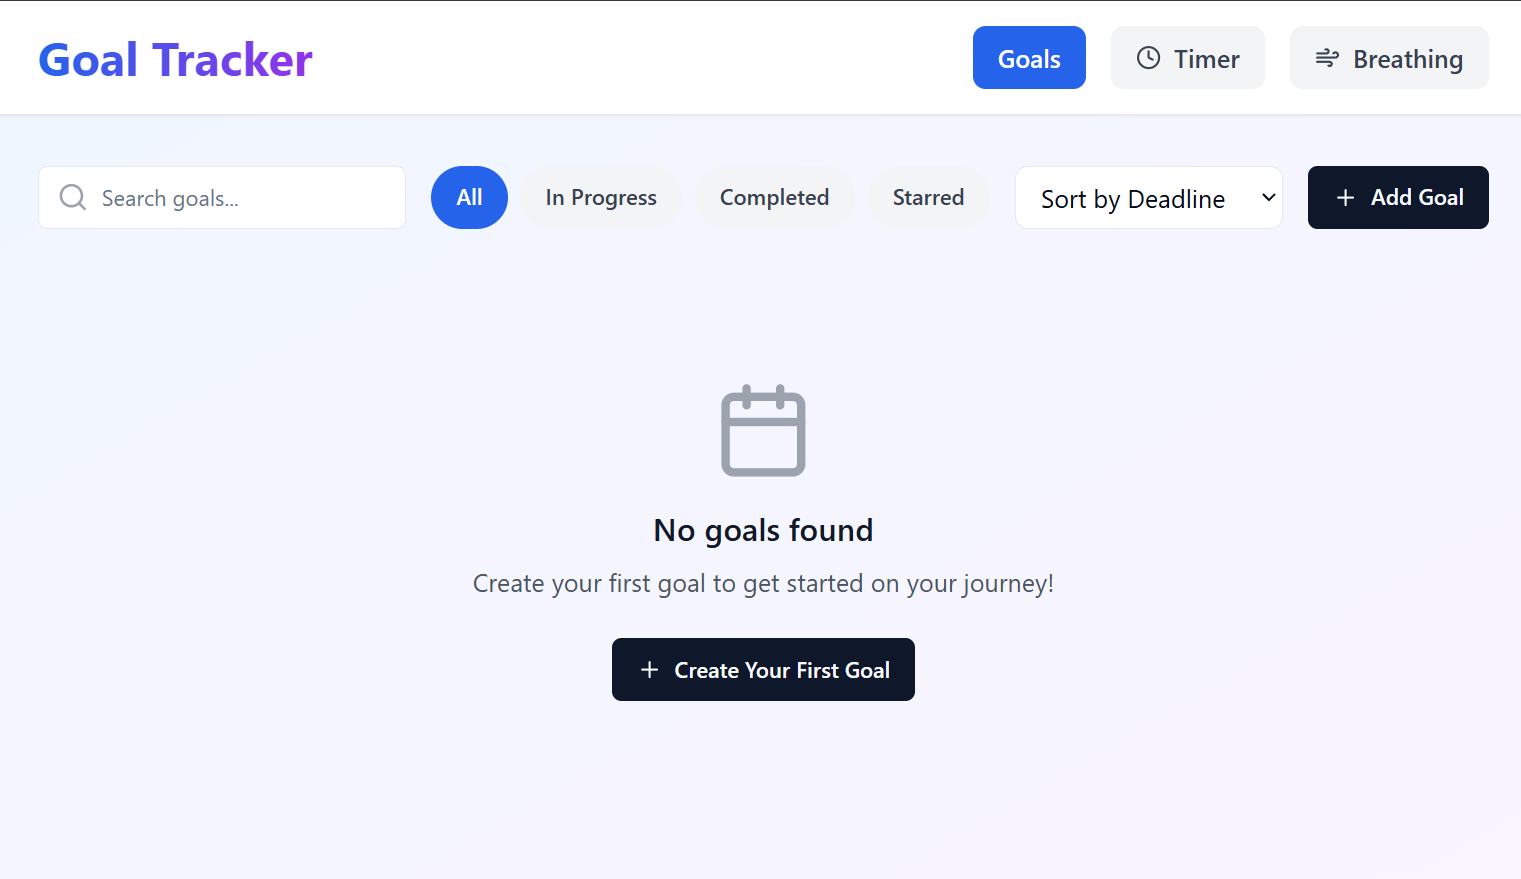 Goal Tracker
Goals
Timer
Breathing
Search goals...
All
In Progress
Completed
Starred
Sort by Deadline
Add Goal
No goals found
Create your first goal to get started on your journey!
Create Your First Goal